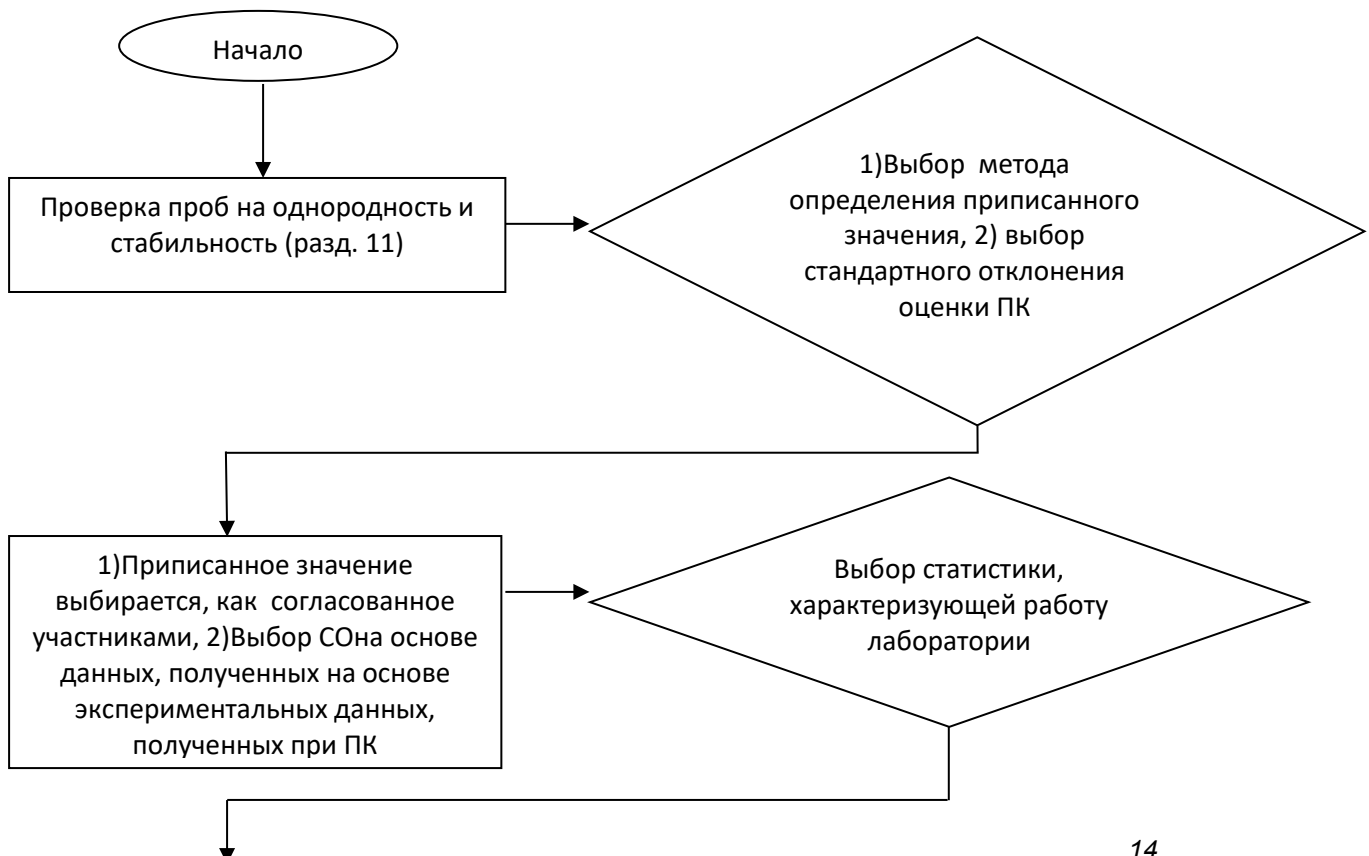 Начало
Проверка проб на однородность и
стабильность (разд. 11)
1)Выбор метода
определения приписанного
значения, 2) выбор
стандартного отклонения
оценки ПК
1)Приписанное значение
выбирается, как согласованное
участниками, 2)Выбор СОна основе
данных, полученных на основе
экспериментальных данных,
полученных при ПК
Выбор статистики,
характеризующей работу
лаборатории
14